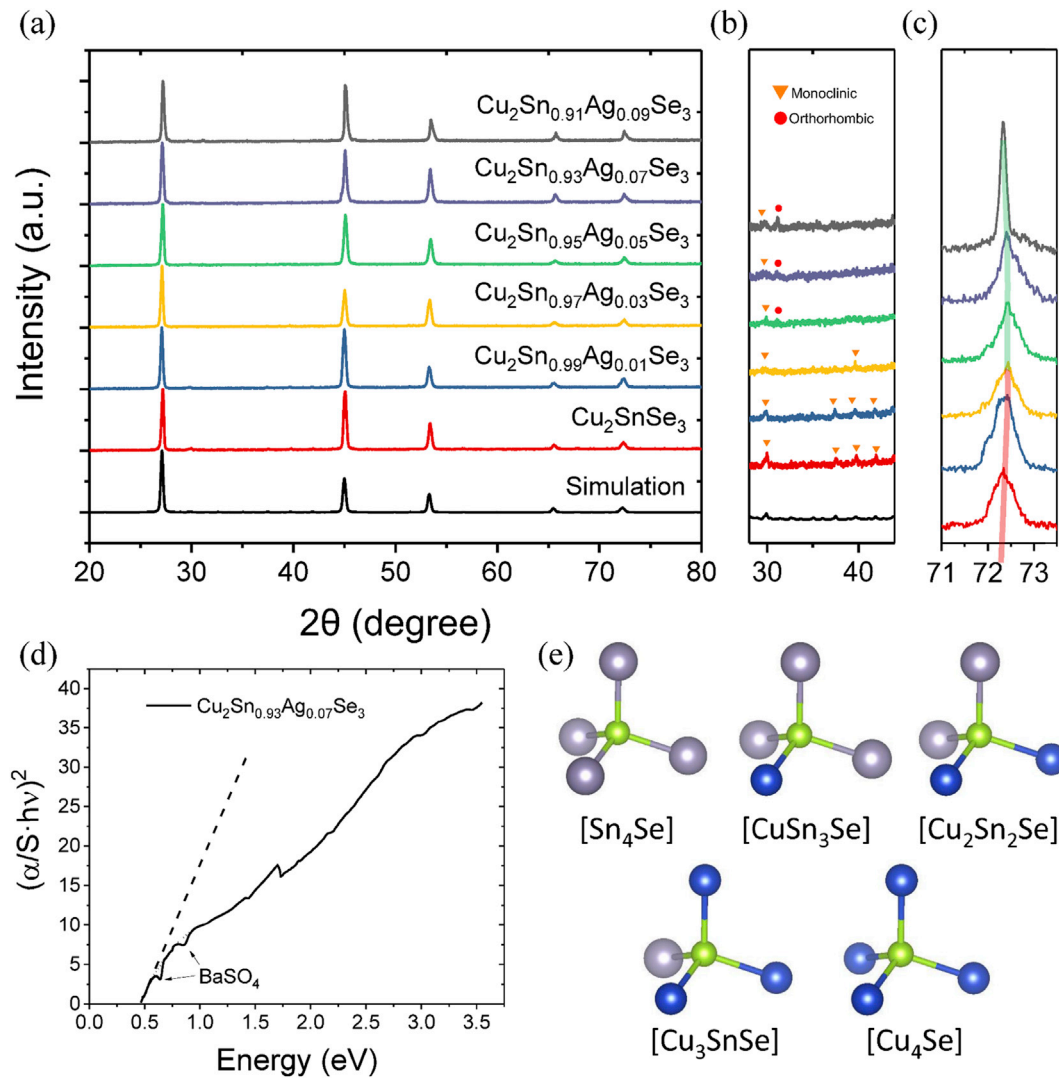 (a)
(b)
(c)
Cu₂Sn₀.₉₁Ag₀.₀₉Se₃
Cu₂Sn₀.₉₃Ag₀.₀₇Se₃
Cu₂Sn₀.₉₅Ag₀.₀₅Se₃
Cu₂Sn₀.₉₇Ag₀.₀₃Se₃
Cu₂Sn₀.₉₉Ag₀.₀₁Se₃
Cu₂SnSe₃
Simulation
Intensity (a.u.)
20 30 40 50 60 70 80
Monoclinic
Orthorhombic
30 40
71 72 73
2θ (degree)
(d)
(α/S·hν)²
40
35
30
25
20
15
10
5
0
Cu₂Sn₀.₉₃Ag₀.₀₇Se₃
BaSO₄
0.0 0.5 1.0 1.5 2.0 2.5 3.0 3.5
Energy (eV)
(e)
[Sn₄Se] [CuSn₃Se] [Cu₂Sn₂Se]
[Cu₃SnSe] [Cu₄Se]